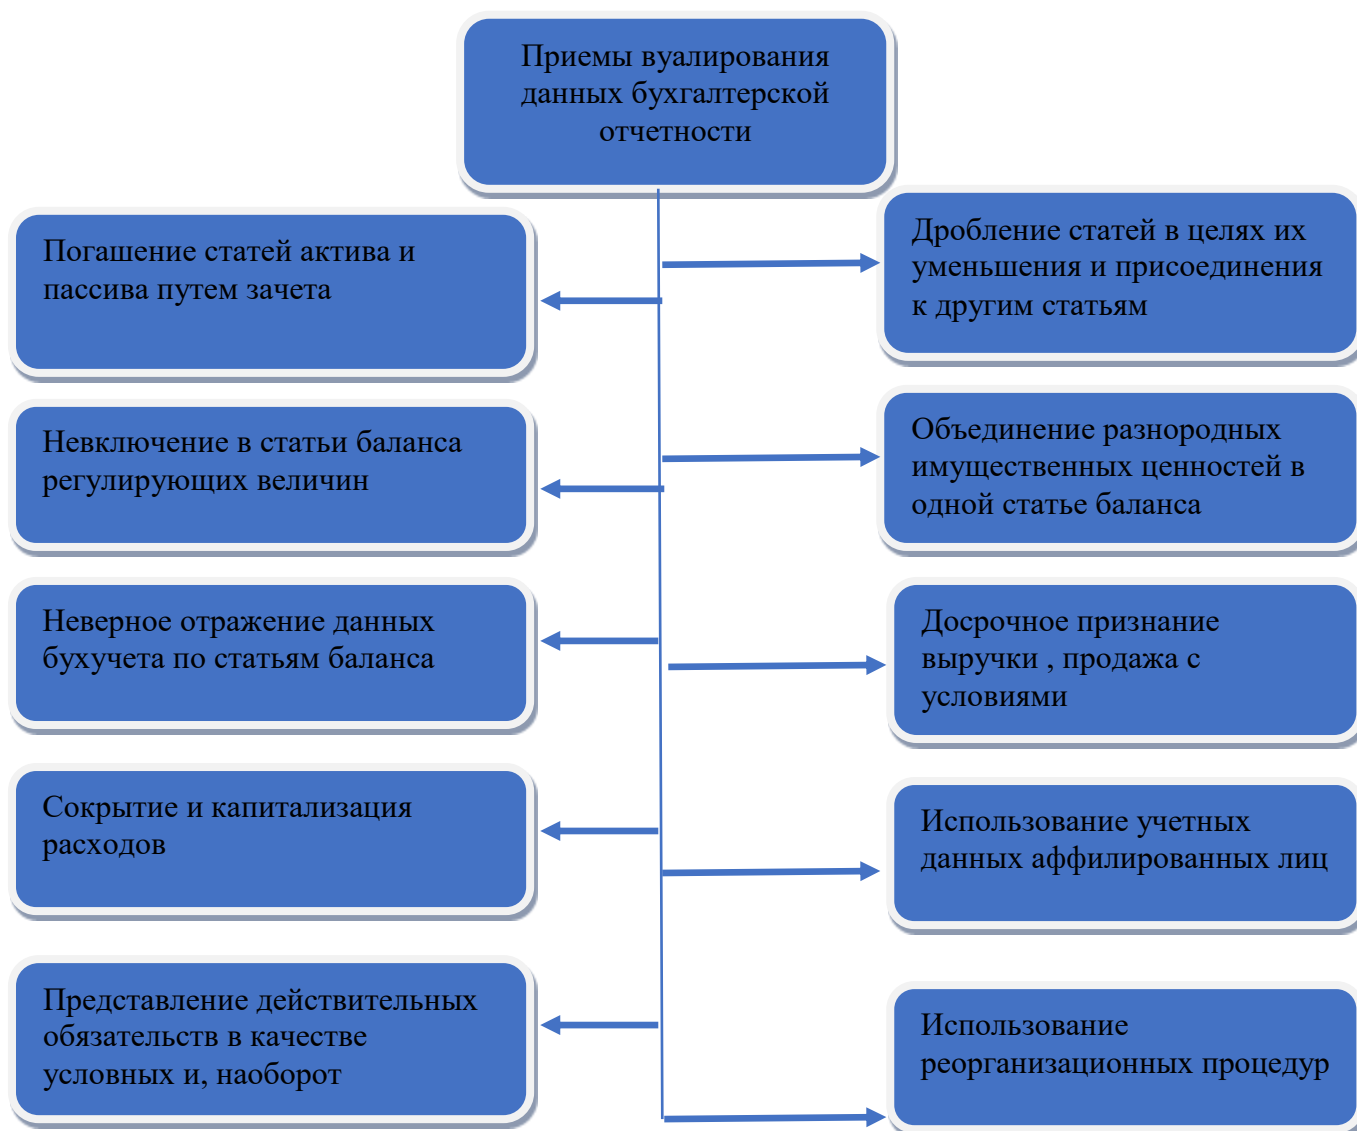 Приемы вуалирования
данных бухгалтерской
отчетности
Погашение статей актива и
пассива путем зачета
Дробление статей в целях их
уменьшения и присоединения
к другим статьям
Невключение в статьи баланса
регулирующих величин
Объединение разнородных
имущественных ценностей в
одной статье баланса
Неверное отражение данных
бухучета по статьям баланса
Досрочное признание
выручки , продажа с
условиями
Сокрытие и капитализация
расходов
Использование учетных
данных аффилированных лиц
Представление действительных
обязательств в качестве
условных и, наоборот
Использование
реорганизационных процедур